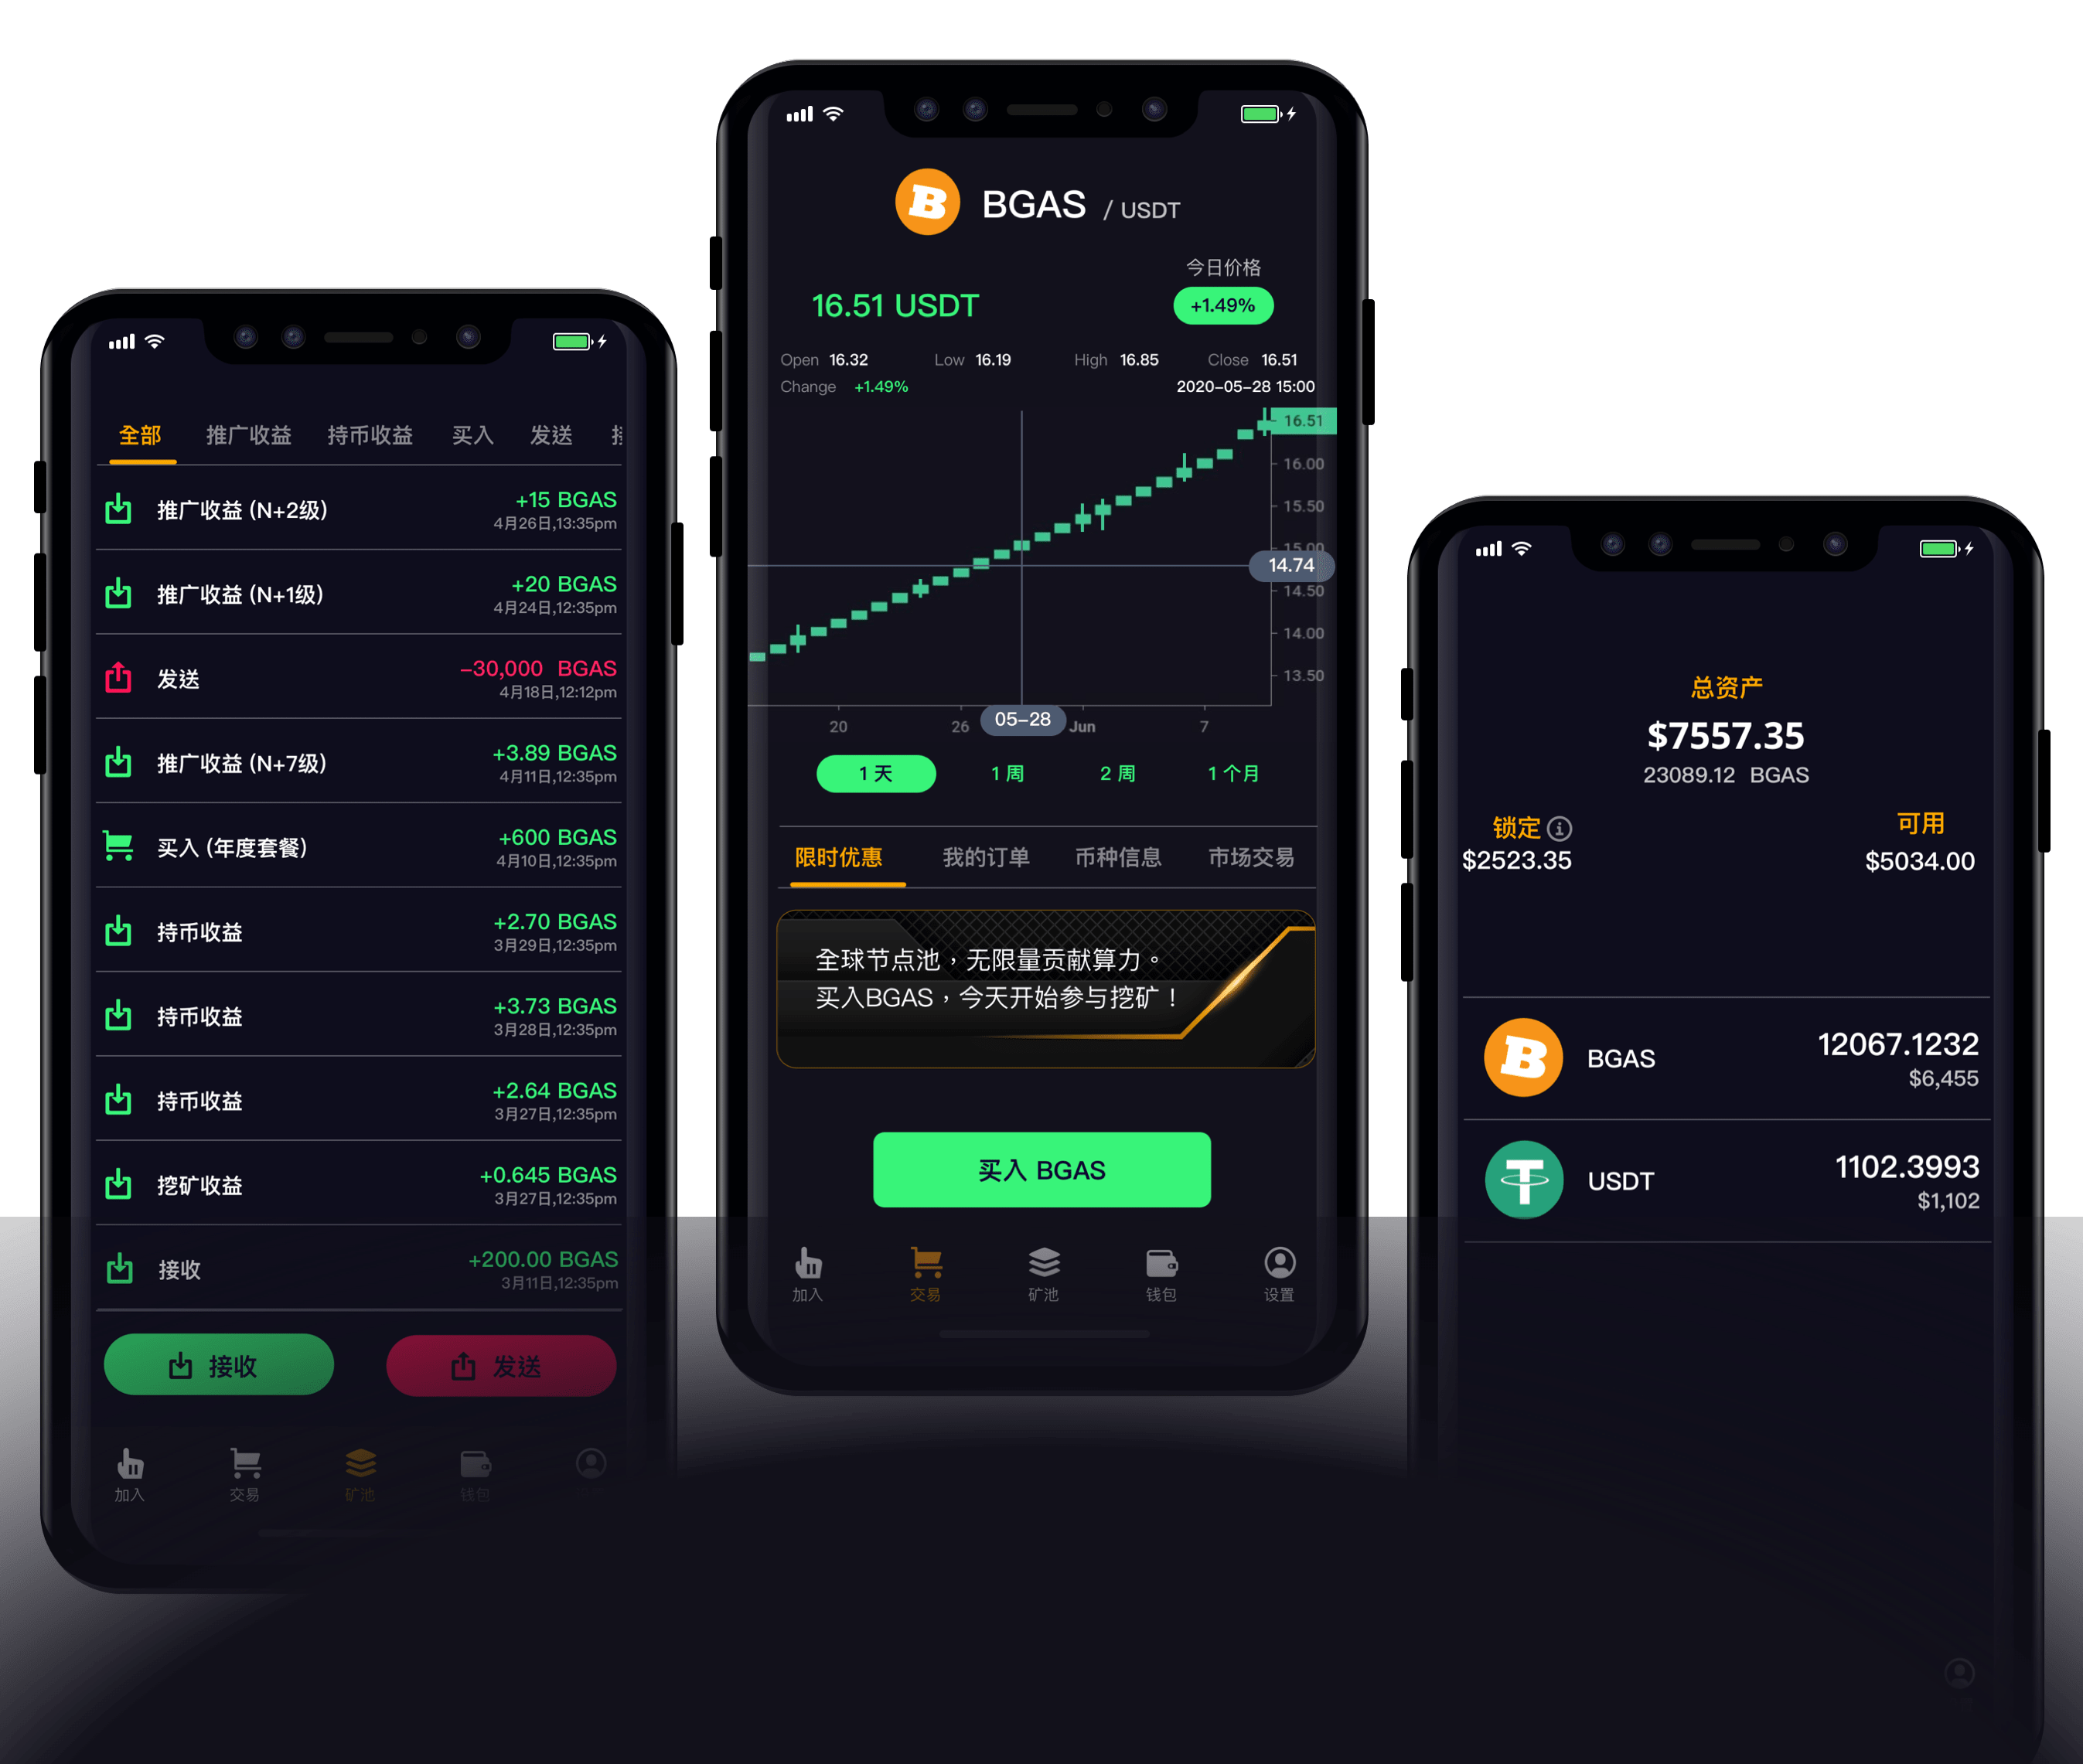 全部 推广收益 持币收益 买入 发送
推广收益 (N+2级) +15 BGAS
4月26日,13:35pm
推广收益 (N+1级) +20 BGAS
4月24日,12:35pm
发送 −30,000 BGAS
4月18日,12:12pm
推广收益 (N+7级) +3.89 BGAS
4月11日,12:35pm
买入 (年度套餐) +600 BGAS
4月10日,12:35pm
持币收益 +2.70 BGAS
3月29日,12:35pm
持币收益 +3.73 BGAS
3月28日,12:35pm
持币收益 +2.64 BGAS
3月27日,12:35pm
挖矿收益 +0.645 BGAS
3月27日,12:35pm
接收 +200.00 BGAS
3月11日,12:35pm
接收 发送
加入 交易 矿池 钱包
BGAS / USDT
今日价格
16.51 USDT +1.49%
Open 16.32 Low 16.19 High 16.85 Close 16.51
Change +1.49% 2020-05-28 15:00
16.51
16.00
15.50
15.00
14.74
14.50
14.00
13.50
20 26 05-28 Jun 7
1 天 1 周 2 周 1 个月
限时优惠 我的订单 币种信息 市场交易
全球节点池，无限量贡献算力。
买入BGAS，今天开始参与挖矿！
买入 BGAS
加入 交易 矿池 钱包 设置
总资产
$7557.35
23089.12 BGAS
锁定 可用
$2523.35 $5034.00
BGAS 12067.1232
$6,455
USDT 1102.3993
$1,102